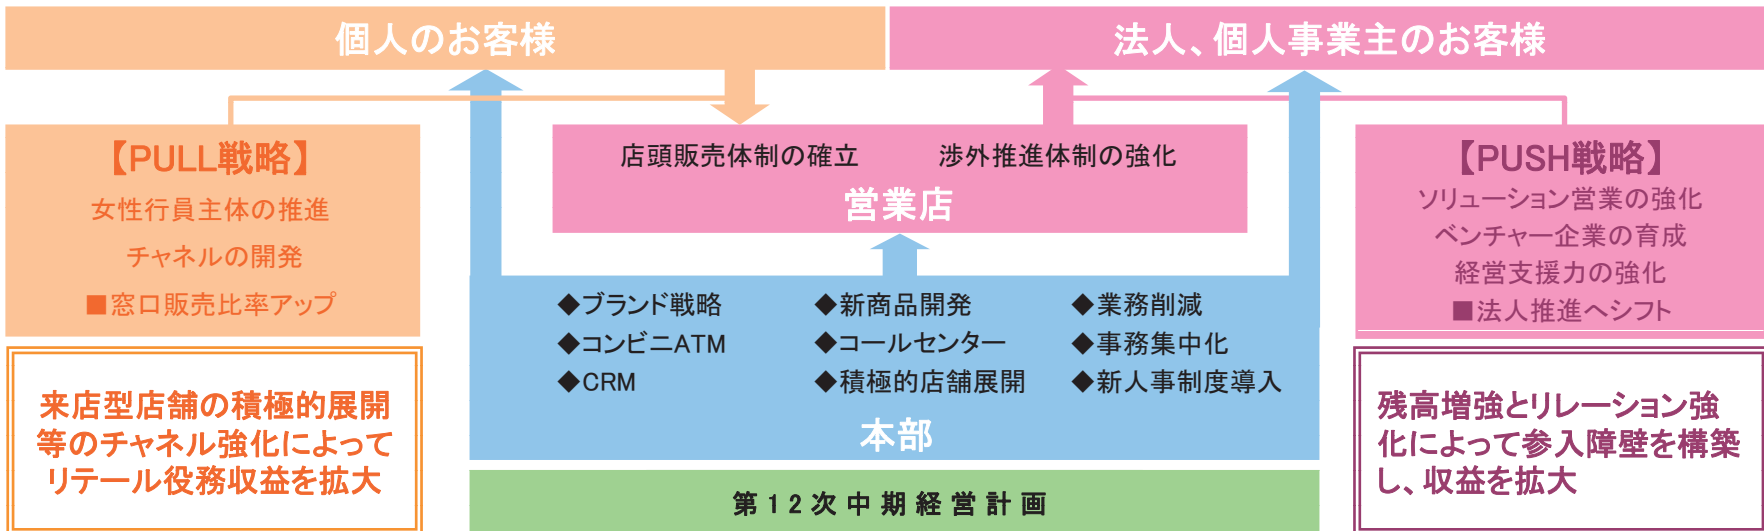 個人のお客様
法人、個人事業主のお客様
【PULL戦略】
女性行員主体の推進
チャネルの開発
■窓口販売比率アップ
店頭販売体制の確立
渉外推進体制の強化
営業店
【PUSH戦略】
ソリューション営業の強化
ベンチャー企業の育成
経営支援力の強化
■法人推進へシフト
◆ブランド戦略
◆新商品開発
◆業務削減
◆コンビニATM
◆コールセンター
◆事務集中化
◆CRM
◆積極的店舗展開
◆新人事制度導入
本部
来店型店舗の積極的展開
等のチャネル強化によって
リテール役務収益を拡大
残高増強とリレーション強
化によって参入障壁を構築
し、収益を拡大
第12次中期経営計画